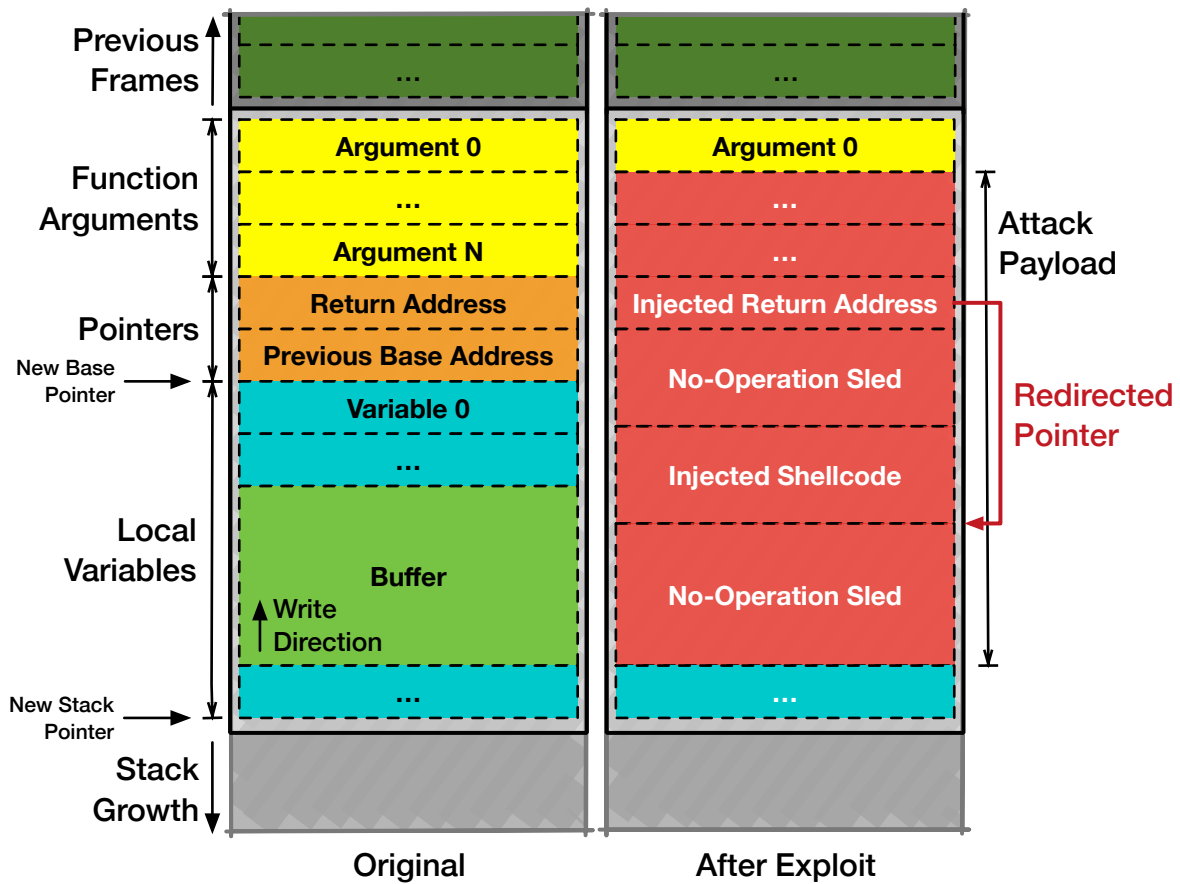 Previous
Frames
...
...
Function
Arguments
Argument 0
...
Argument N
Argument 0
...
...
Attack
Payload
Pointers
Return Address
Previous Base Address
Injected Return Address
No-Operation Sled
New Base
Pointer
Redirected
Pointer
Local
Variables
Variable 0
...
Buffer
Write
Direction
...
Injected Shellcode
No-Operation Sled
...
New Stack
Pointer
Stack
Growth
Original
After Exploit